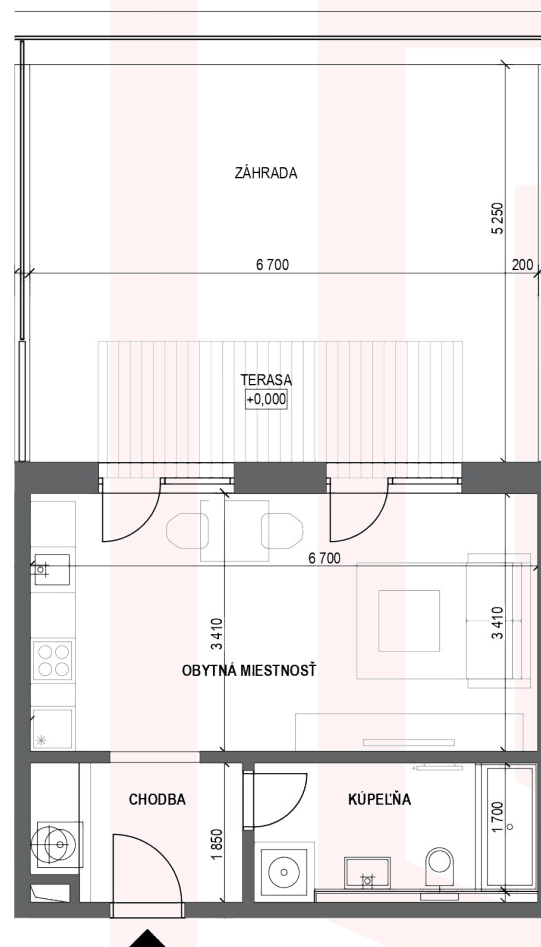 ZÁHRADA
5 250
6 700
200
TERASA
+0,000
6 700
3 410
3 410
OBYTNÁ MIESTNOSŤ
CHODBA
KÚPEĽŇA
1 850
1 700